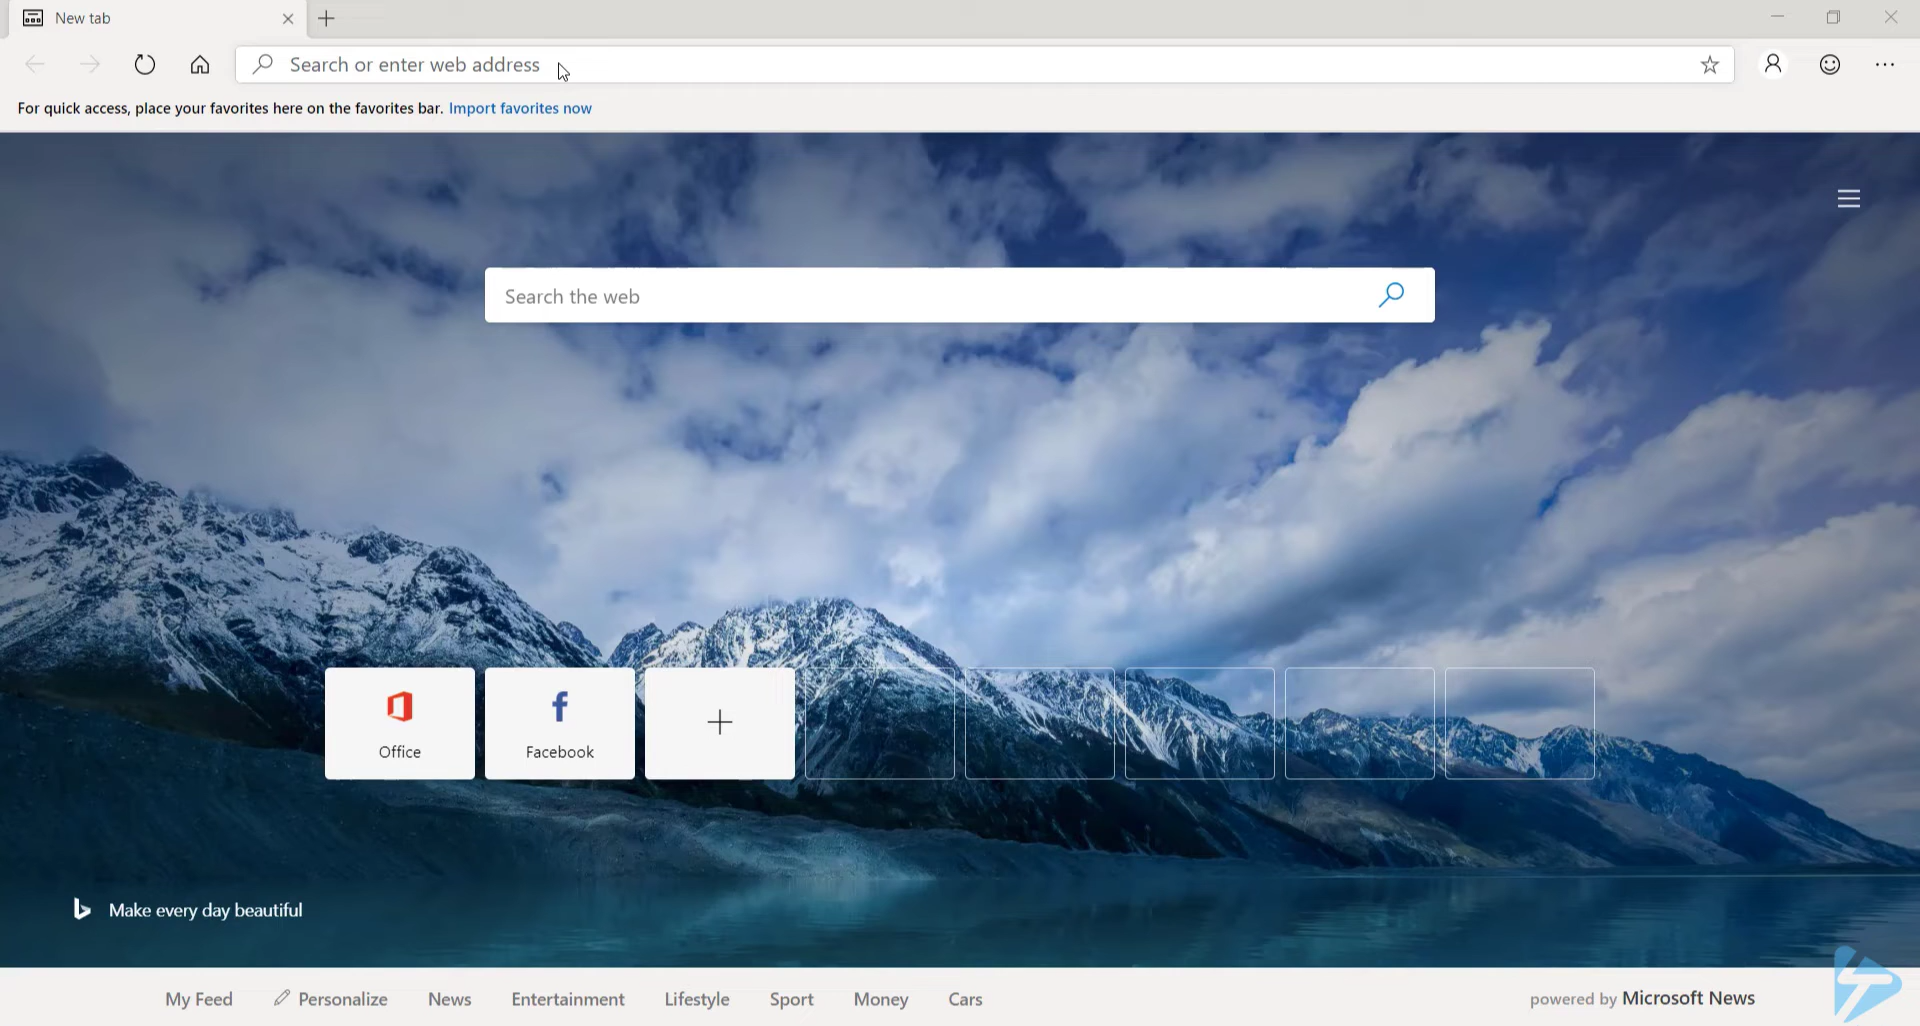 New tab
Search or enter web address
For quick access, place your favorites here on the favorites bar. Import favorites now
Search the web
Office
Facebook
Make every day beautiful
My Feed
Personalize
News
Entertainment
Lifestyle
Sport
Money
Cars
powered by Microsoft News